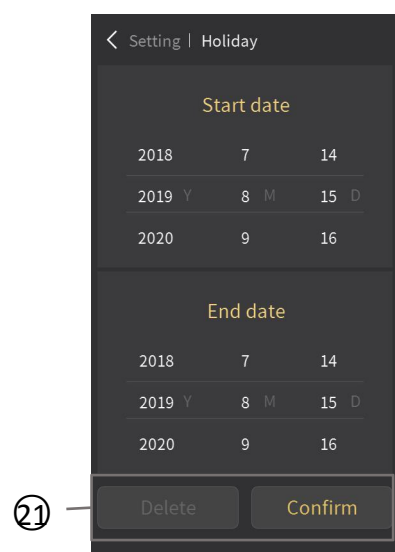 Setting | Holiday
Start date
2018 7 14
2019 Y 8 M 15 D
2020 9 16
End date
2018 7 14
2019 Y 8 M 15 D
2020 9 16
㉑ Delete Confirm